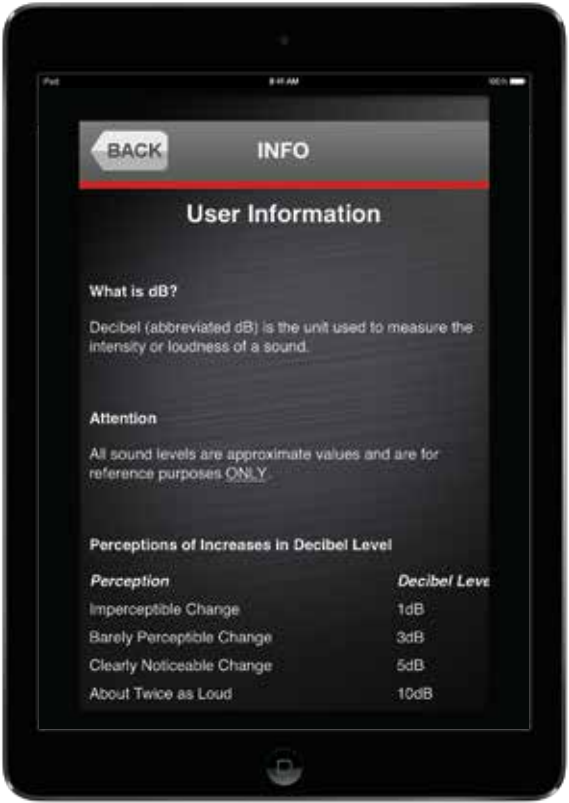 iPad
9:41 AM
100%
BACK
INFO
User Information
What is dB?
Decibel (abbreviated dB) is the unit used to measure the
intensity or loudness of a sound.
Attention
All sound levels are approximate values and are for
reference purposes ONLY.
Perceptions of Increases in Decibel Level
Perception Decibel Leve
Imperceptible Change 1dB
Barely Perceptible Change 3dB
Clearly Noticeable Change 5dB
About Twice as Loud 10dB